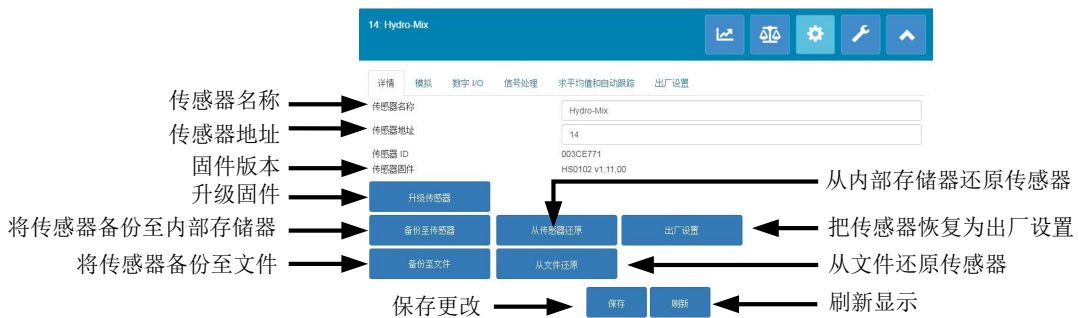 14: Hydro-Mix
详情 模拟 数字 I/O 信号处理 求平均值和自动跟踪 出厂设置
传感器名称 传感器名称 Hydro-Mix
传感器地址 传感器地址 14
传感器 ID 003CE771
固件版本 传感器固件 HS0102 v1,11,00
升级固件 升级传感器 从内部存储器还原传感器
将传感器备份至内部存储器 备份至传感器 从传感器还原 出厂设置 把传感器恢复为出厂设置
将传感器备份至文件 备份至文件 从文件还原 从文件还原传感器
保存更改 保存 刷新 刷新显示